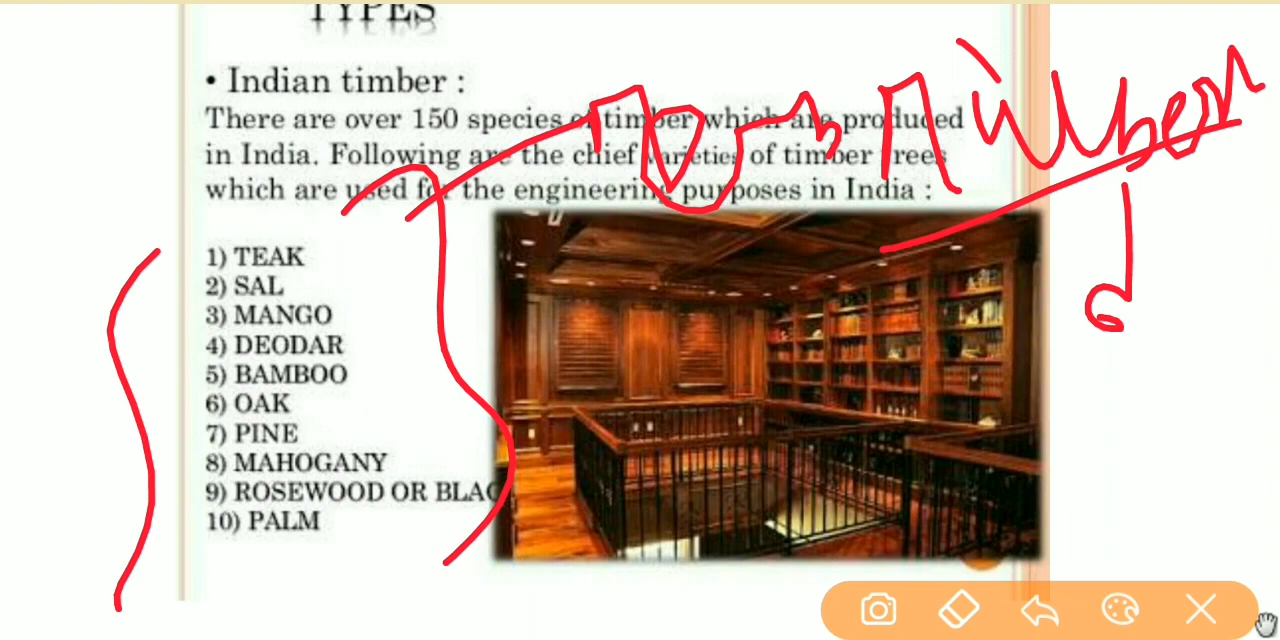 TYPES
• Indian timber :
There are over 150 species of timber which are produced
in India. Following are the chief varieties of timber trees
which are used for the engineering purposes in India :
1) TEAK
2) SAL
3) MANGO
4) DEODAR
5) BAMBOO
6) OAK
7) PINE
8) MAHOGANY
9) ROSEWOOD OR BLAC
10) PALM